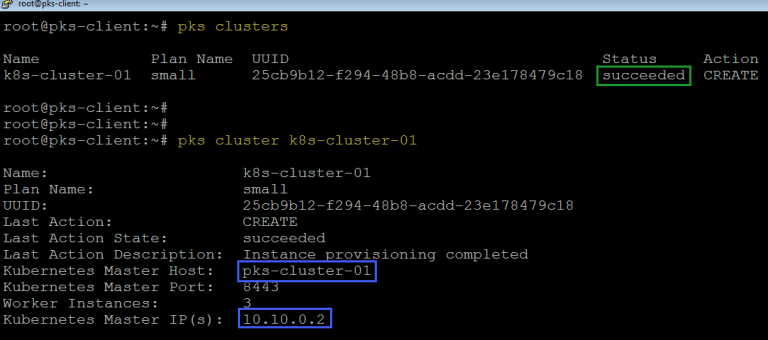 root@pks-client: ~
root@pks-client:~# pks clusters
Name Plan Name UUID Status Action
k8s-cluster-01 small 25cb9b12-f294-48b8-acdd-23e178479c18 succeeded CREATE
root@pks-client:~#
root@pks-client:~#
root@pks-client:~# pks cluster k8s-cluster-01
Name: k8s-cluster-01
Plan Name: small
UUID: 25cb9b12-f294-48b8-acdd-23e178479c18
Last Action: CREATE
Last Action State: succeeded
Last Action Description: Instance provisioning completed
Kubernetes Master Host: pks-cluster-01
Kubernetes Master Port: 8443
Worker Instances: 3
Kubernetes Master IP(s): 10.10.0.2